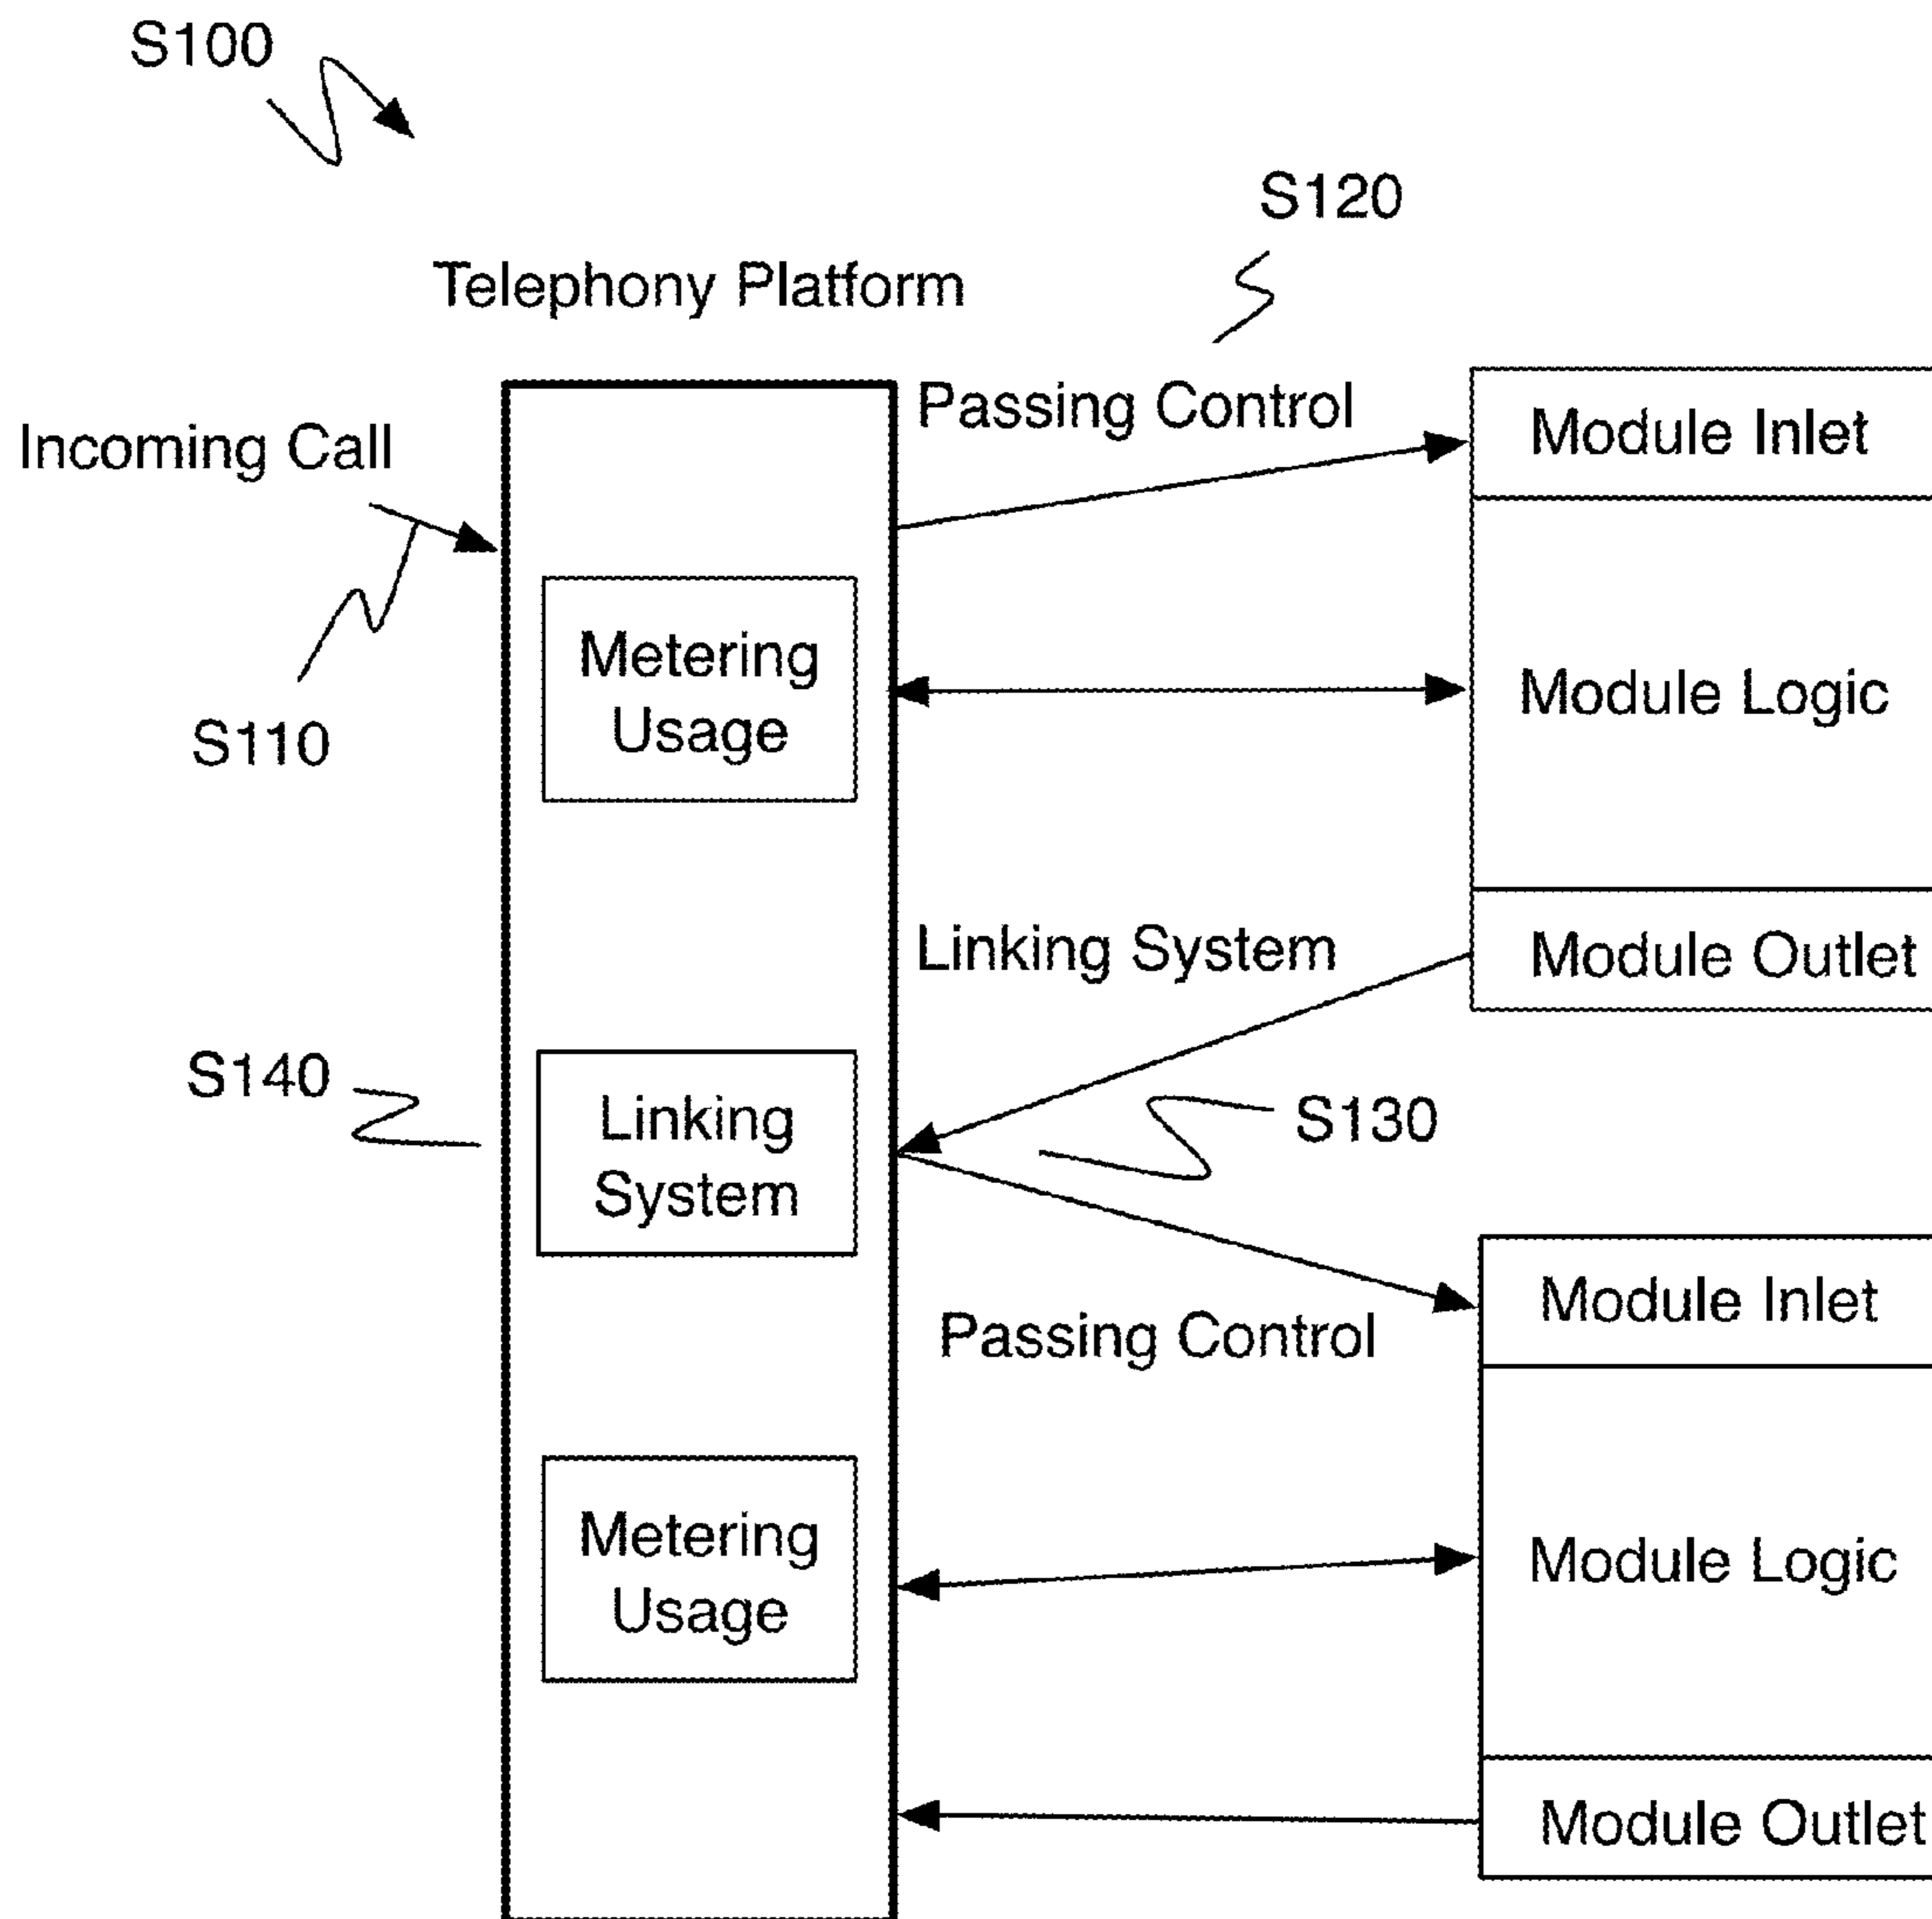 S100
S120
Telephony Platform
Passing Control
Incoming Call
Module Inlet
Metering
Usage
Module Logic
S110
Linking System
Module Outlet
S140
Linking
System
S130
Module Inlet
Passing Control
Metering
Usage
Module Logic
Module Outlet